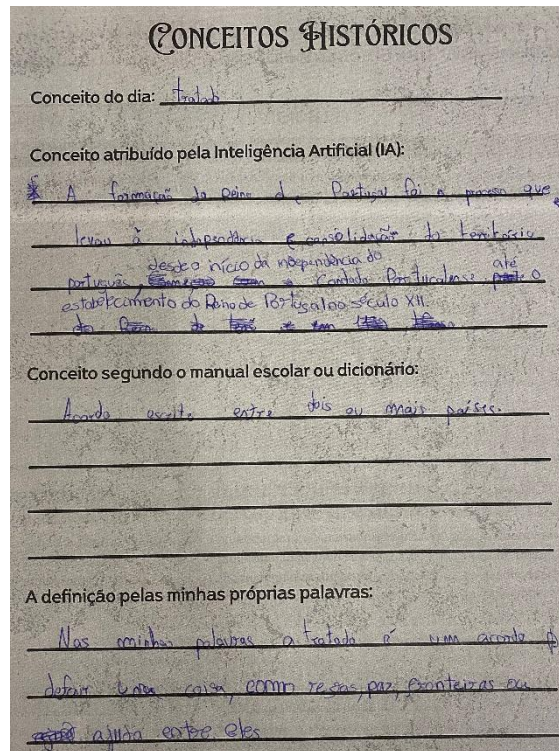 CONCEITOS HISTÓRICOS
Conceito do dia: tratado
Conceito atribuído pela Inteligência Artificial (IA):
A formação do Reino de Portugal foi o processo que
levou à independência e consolidação do território
português, desde o início da independência do Condado Portucalense até o
estabelecimento do Reino de Portugal no século XII.
Conceito segundo o manual escolar ou dicionário:
Acordo escrito entre dois ou mais países.
A definição pelas minhas próprias palavras:
Nas minhas palavras o tratado é um acordo p
definir uma coisa, como regras, paz, fronteiras ou
ajuda entre eles